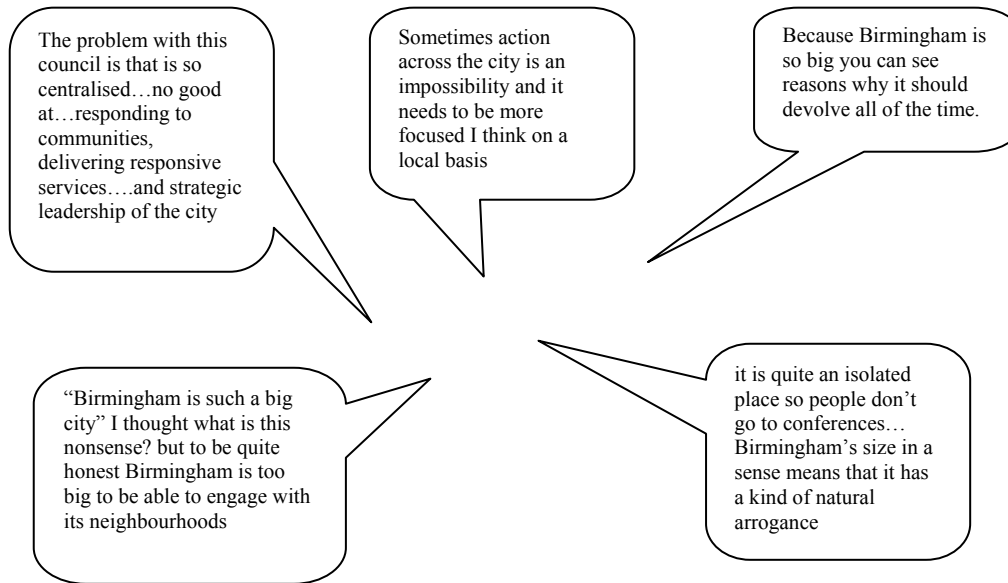 The problem with this
council is that is so
centralised…no good
at…responding to
communities,
delivering responsive
services….and strategic
leadership of the city
Sometimes action
across the city is an
impossibility and it
needs to be more
focused I think on a
local basis
Because Birmingham is
so big you can see
reasons why it should
devolve all of the time.
“Birmingham is such a big
city” I thought what is this
nonsense? but to be quite
honest Birmingham is too
big to be able to engage with
its neighbourhoods
it is quite an isolated
place so people don’t
go to conferences…
Birmingham’s size in a
sense means that it has
a kind of natural
arrogance